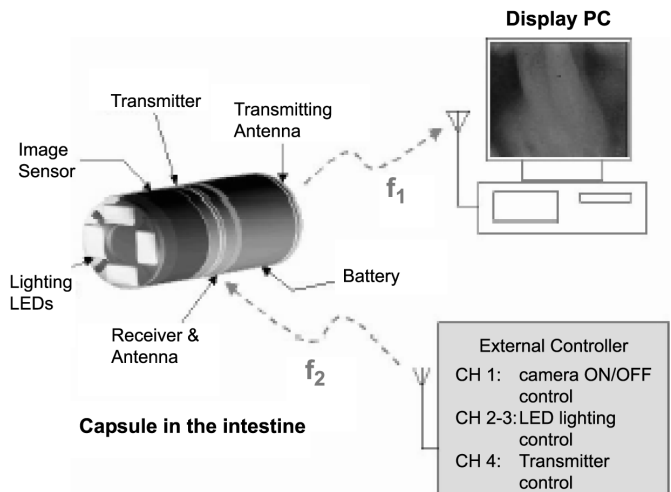 Display PC
Transmitter
Transmitting
Antenna
Image
Sensor
f1
Lighting
LEDs
Battery
Receiver &
Antenna
f2
External Controller
CH 1: camera ON/OFF
control
CH 2-3: LED lighting
control
CH 4: Transmitter
control
Capsule in the intestine